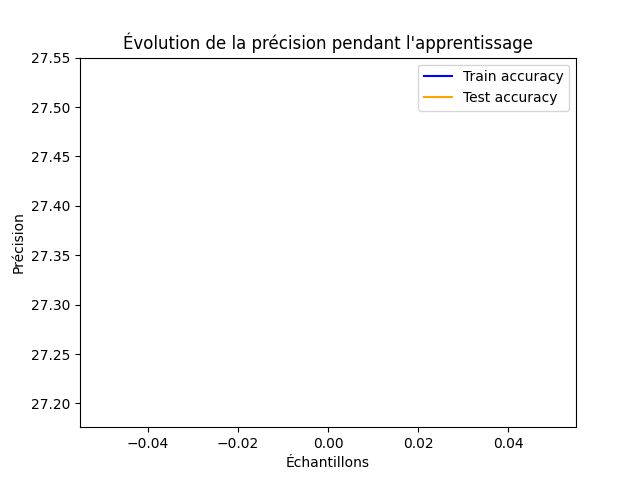 Évolution de la précision pendant l'apprentissage
27.55
27.50
27.45
27.40
27.35
27.30
27.25
27.20
Précision
Train accuracy
Test accuracy
−0.04
−0.02
0.00
0.02
0.04
Échantillons